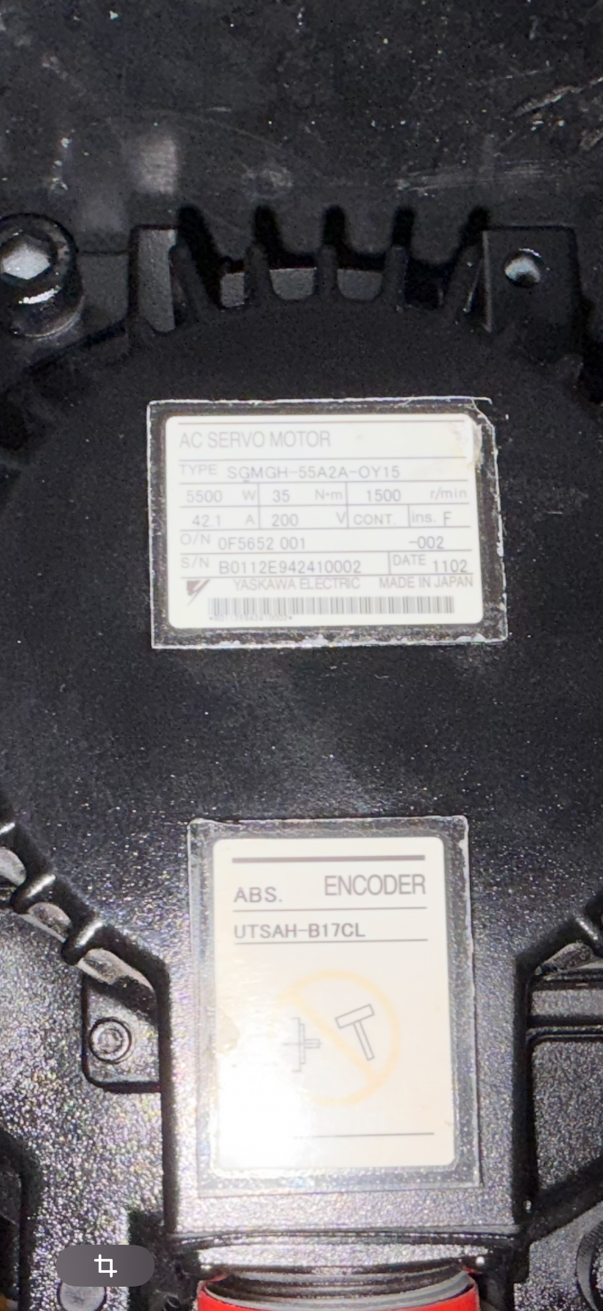 AC SERVO MOTOR
TYPE SGMGH-55A2A-OY15
5500 W 35 N·m 1500 r/min
42.1 A 200 V CONT. ins. F
O/N 0F5652 001 -002
S/N B0112E942410002 DATE 1102
YASKAWA ELECTRIC MADE IN JAPAN
ABS. ENCODER
UTSAH-B17CL